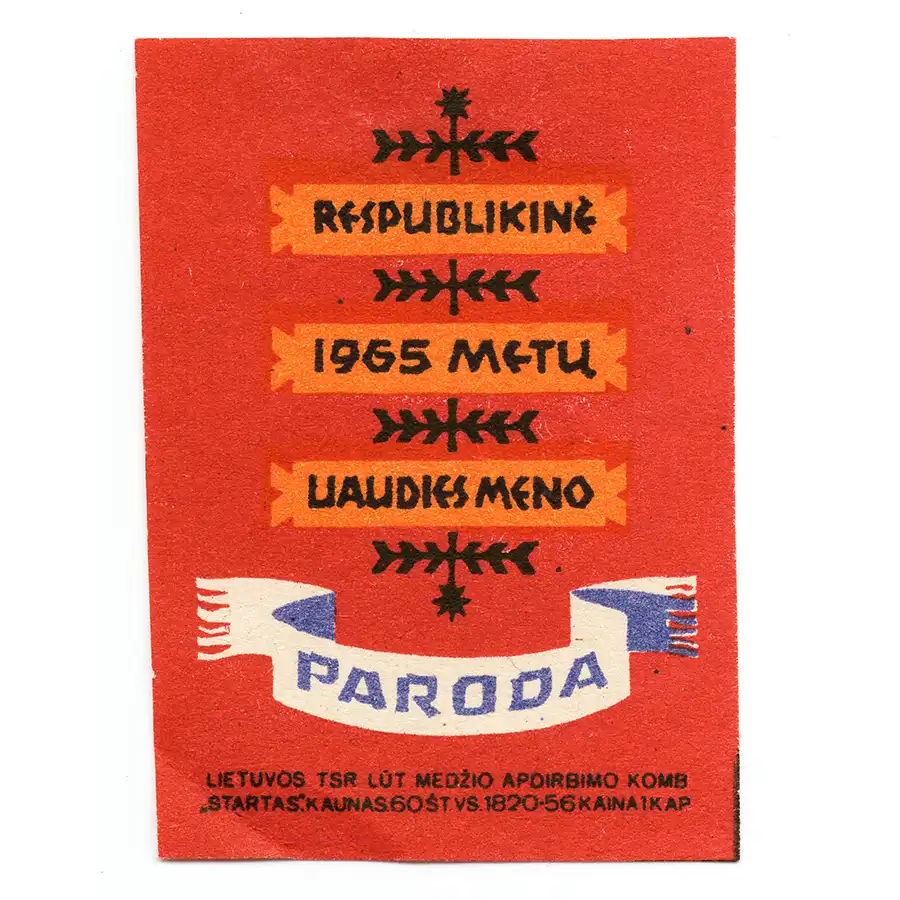 RESPUBLIKINĖ
1965 METŲ
LIAUDIES MENO
PARODA
LIETUVOS TSR LŪT MEDŽIO APDIRBIMO KOMB
„STARTAS”. KAUNAS. 60 ŠT. VS. 1820-56 KAINA 1 KAP